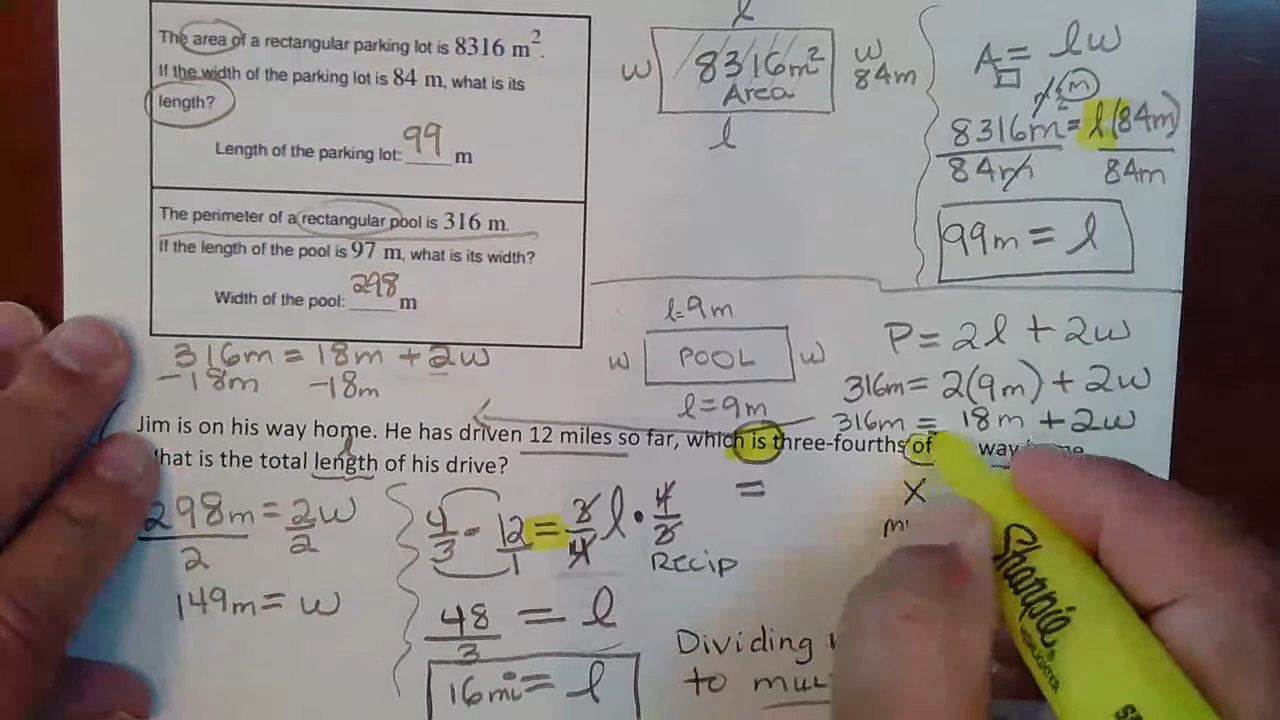 The area of a rectangular parking lot is 8316 m².
If the width of the parking lot is 84 m, what is its
length?
Length of the parking lot: 99 m
The perimeter of a rectangular pool is 316 m.
If the length of the pool is 97 m, what is its width?
Width of the pool: 298 m
l
w 8316m² w
Area 84m
l
A = lw
m
8316m² = l(84m)
84m 84m
99m = l
l=9m
w POOL w
l=9m
P = 2l + 2w
316m = 2(9m) + 2w
316m = 18m + 2w
316m = 18m + 2w
-18m -18m
Jim is on his way home. He has driven 12 miles so far, which is three-fourths of way
What is the total length of his drive?
= X
298m = 2w
2 2
149m = w
4/3 · 12/1 = 3/4 l · 4/3
Recip
48/3 = l
16mi = l
Dividing
to
Sharpie
HIGHLIGHTER